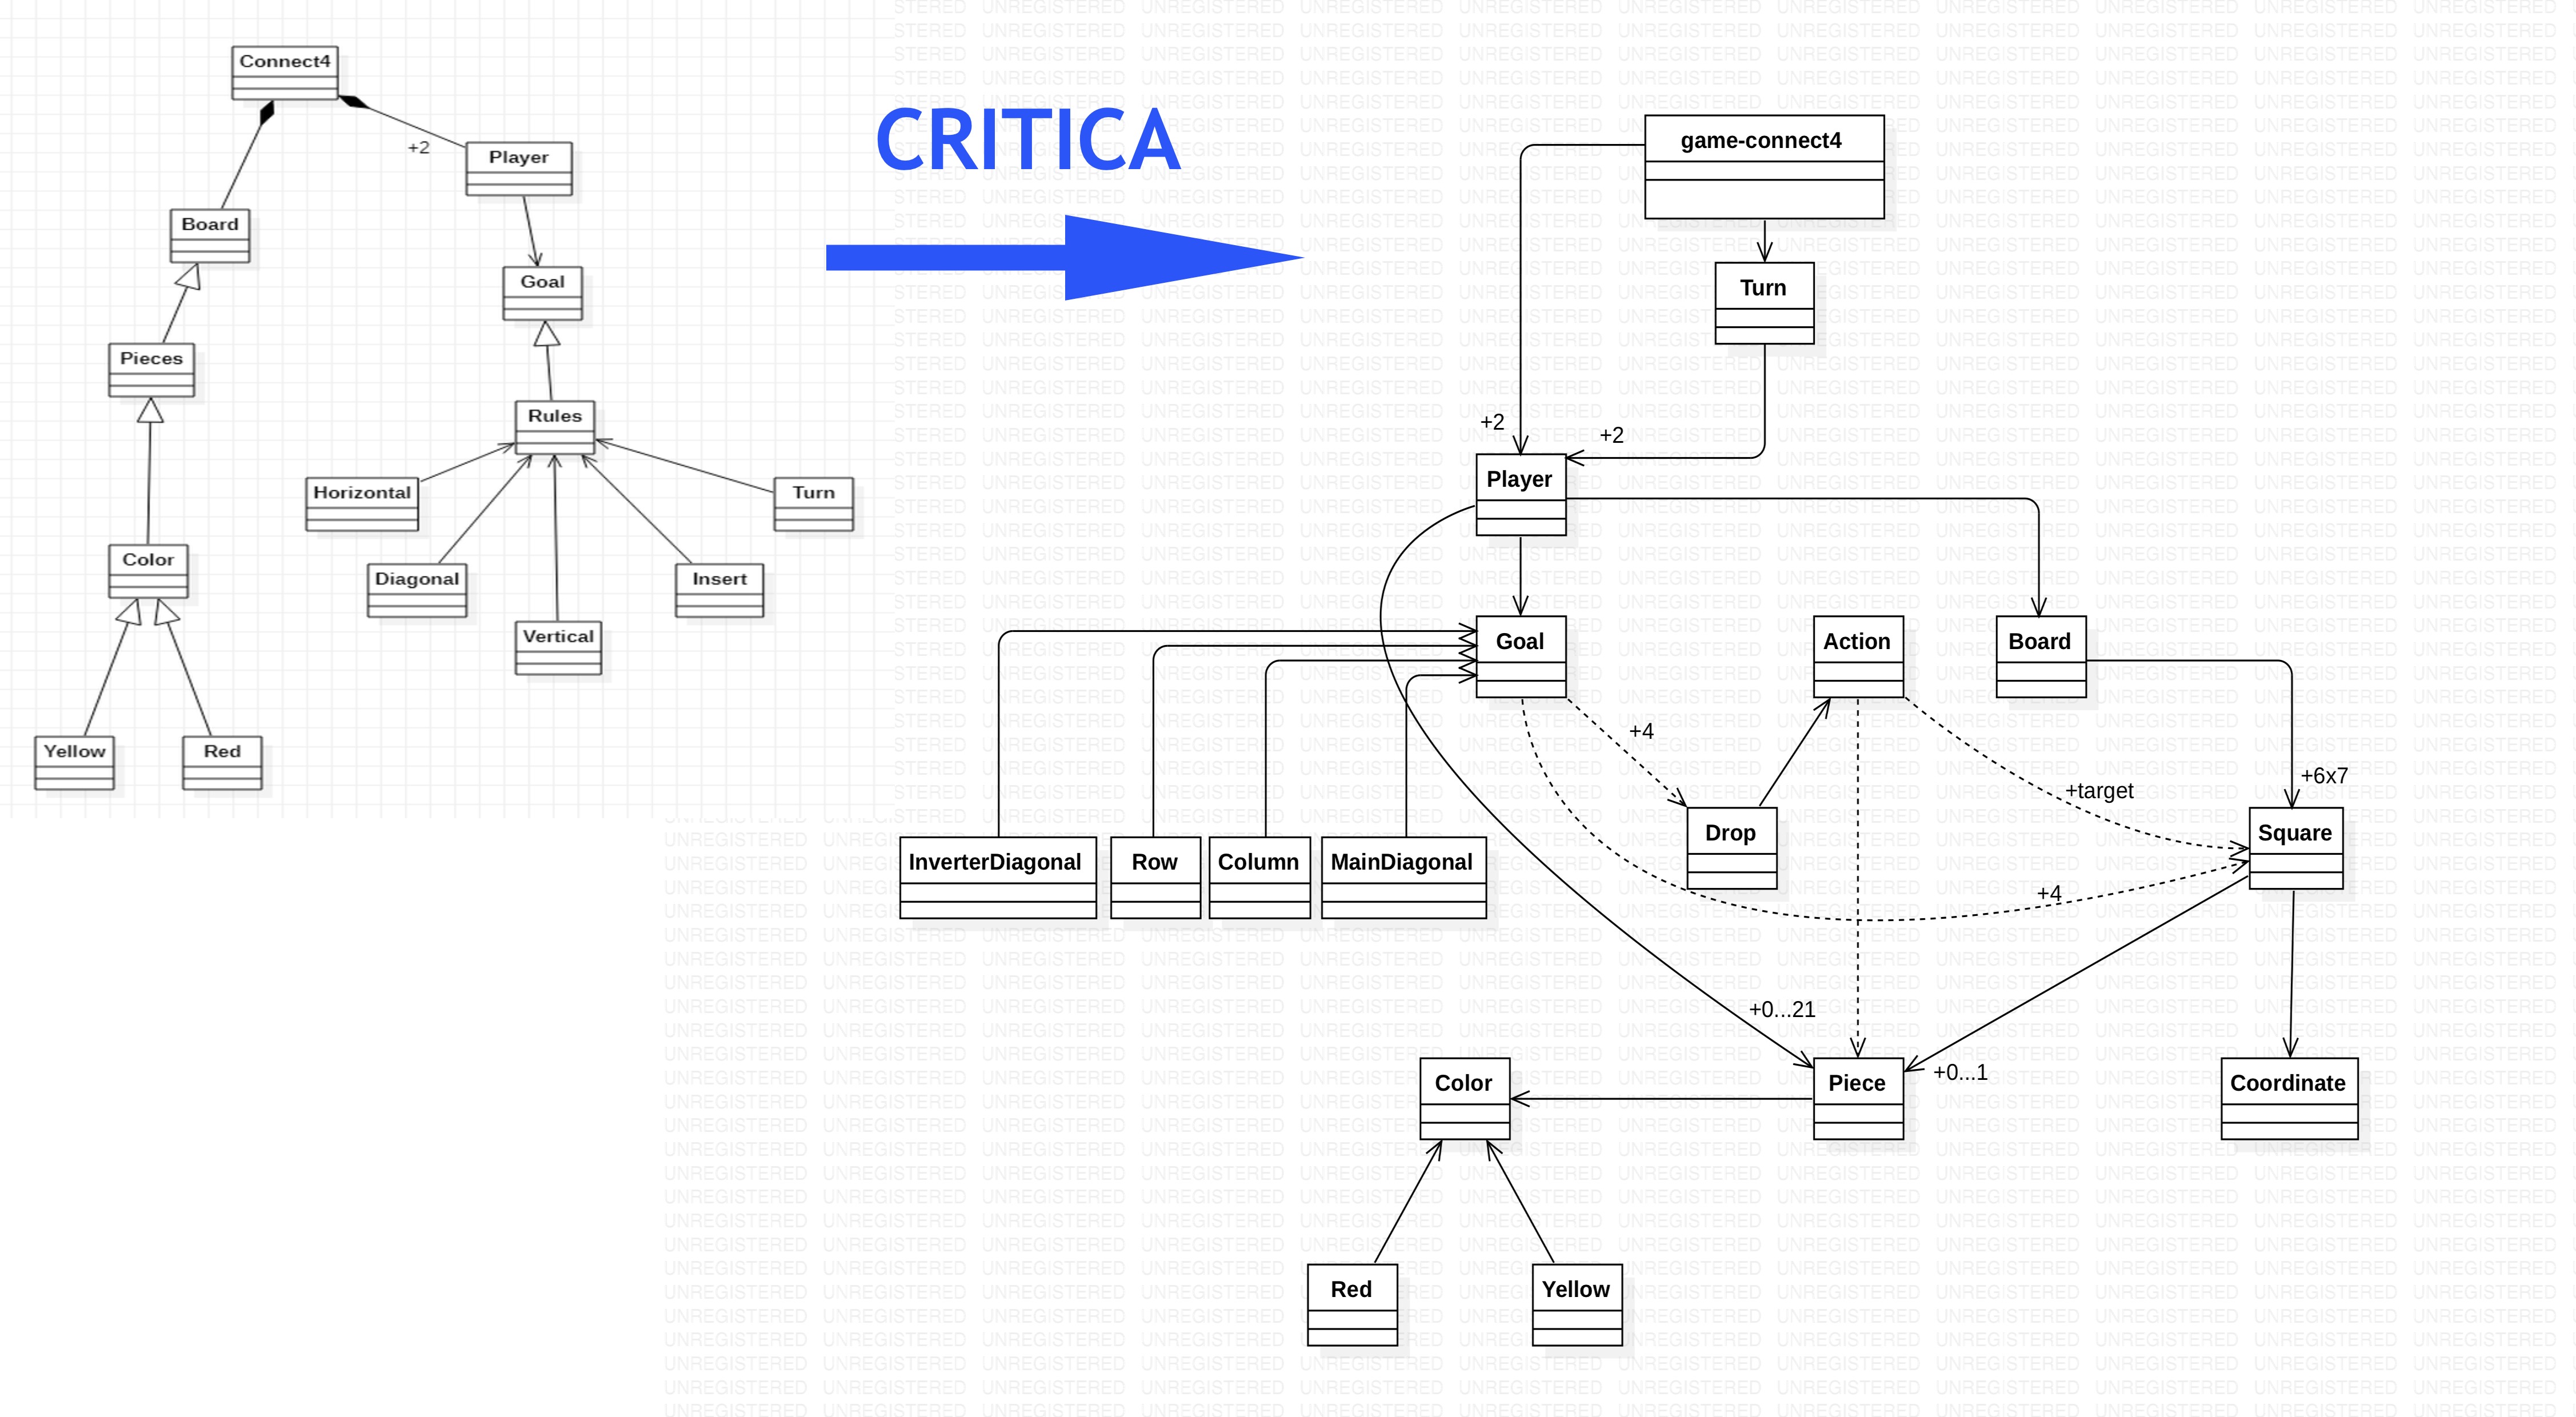 Connect4
+2
Player
Board
Goal
Pieces
Rules
Horizontal
Turn
Color
Diagonal
Insert
Vertical
Yellow
Red
CRITICA
game-connect4
Turn
+2
+2
Player
Goal
Action
Board
+4
+6x7
+target
Drop
Square
InverterDiagonal
Row
Column
MainDiagonal
+4
+0...21
Color
Piece
+0...1
Coordinate
Red
Yellow
UNREGISTERED